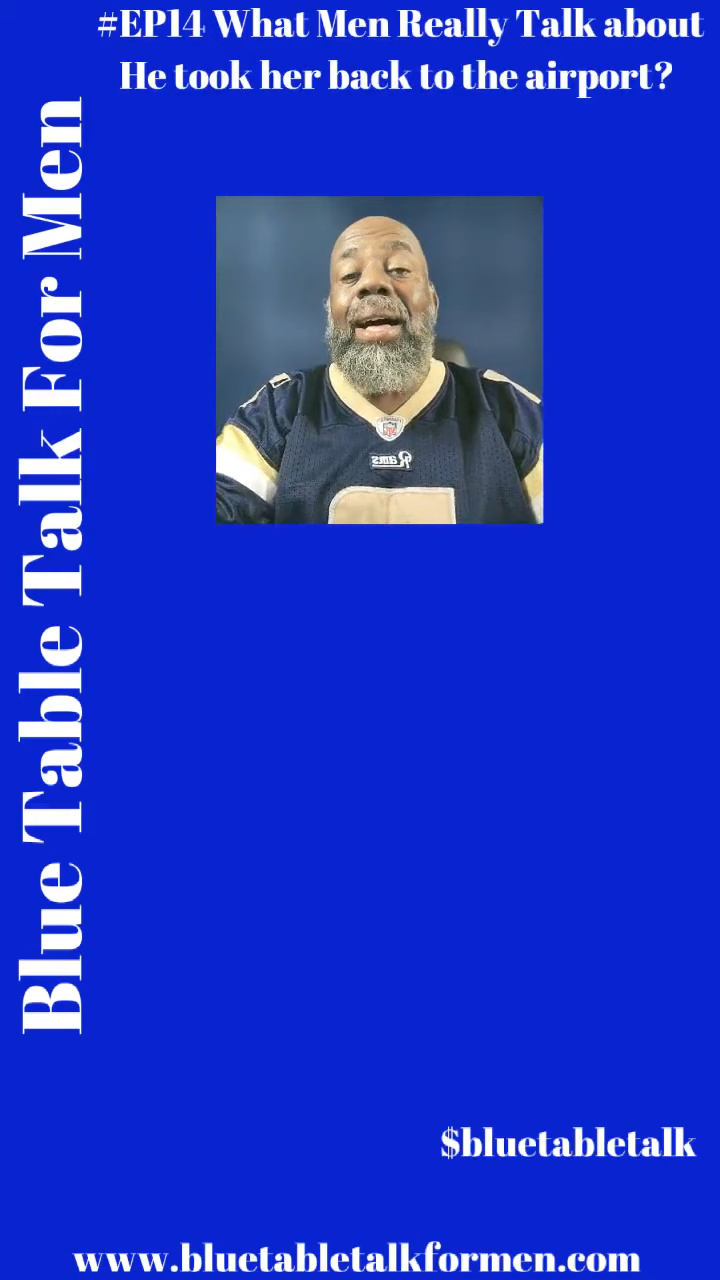 #EP14 What Men Really Talk about
He took her back to the airport?
Blue Table Talk For Men
Rams
$bluetabletalk
www.bluetabletalkformen.com